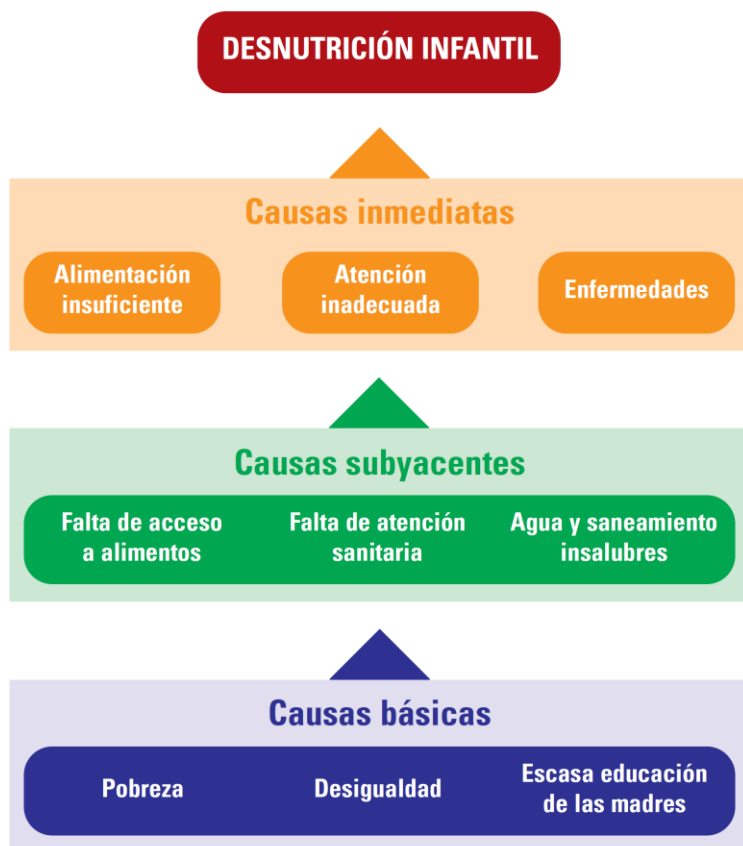 DESNUTRICIÓN INFANTIL
Causas inmediatas
Alimentación
insuficiente
Atención
inadecuada
Enfermedades
Causas subyacentes
Falta de acceso
a alimentos
Falta de atención
sanitaria
Agua y saneamiento
insalubres
Causas básicas
Pobreza
Desigualdad
Escasa educación
de las madres